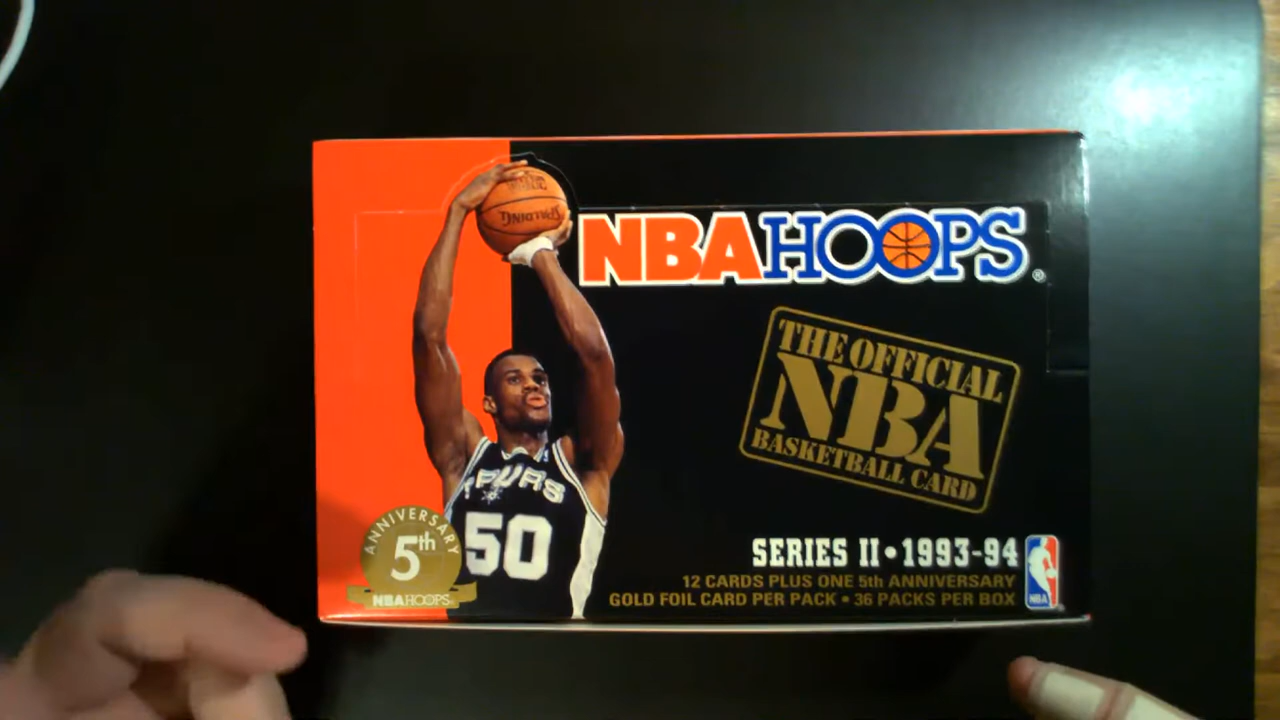 SPALDING
NBAHOOPS®
THE OFFICIAL
NBA
BASKETBALL CARD
SPURS
50
ANNIVERSARY
5th
NBAHOOPS
SERIES II•1993-94
12 CARDS PLUS ONE 5th ANNIVERSARY
GOLD FOIL CARD PER PACK • 36 PACKS PER BOX
NBA